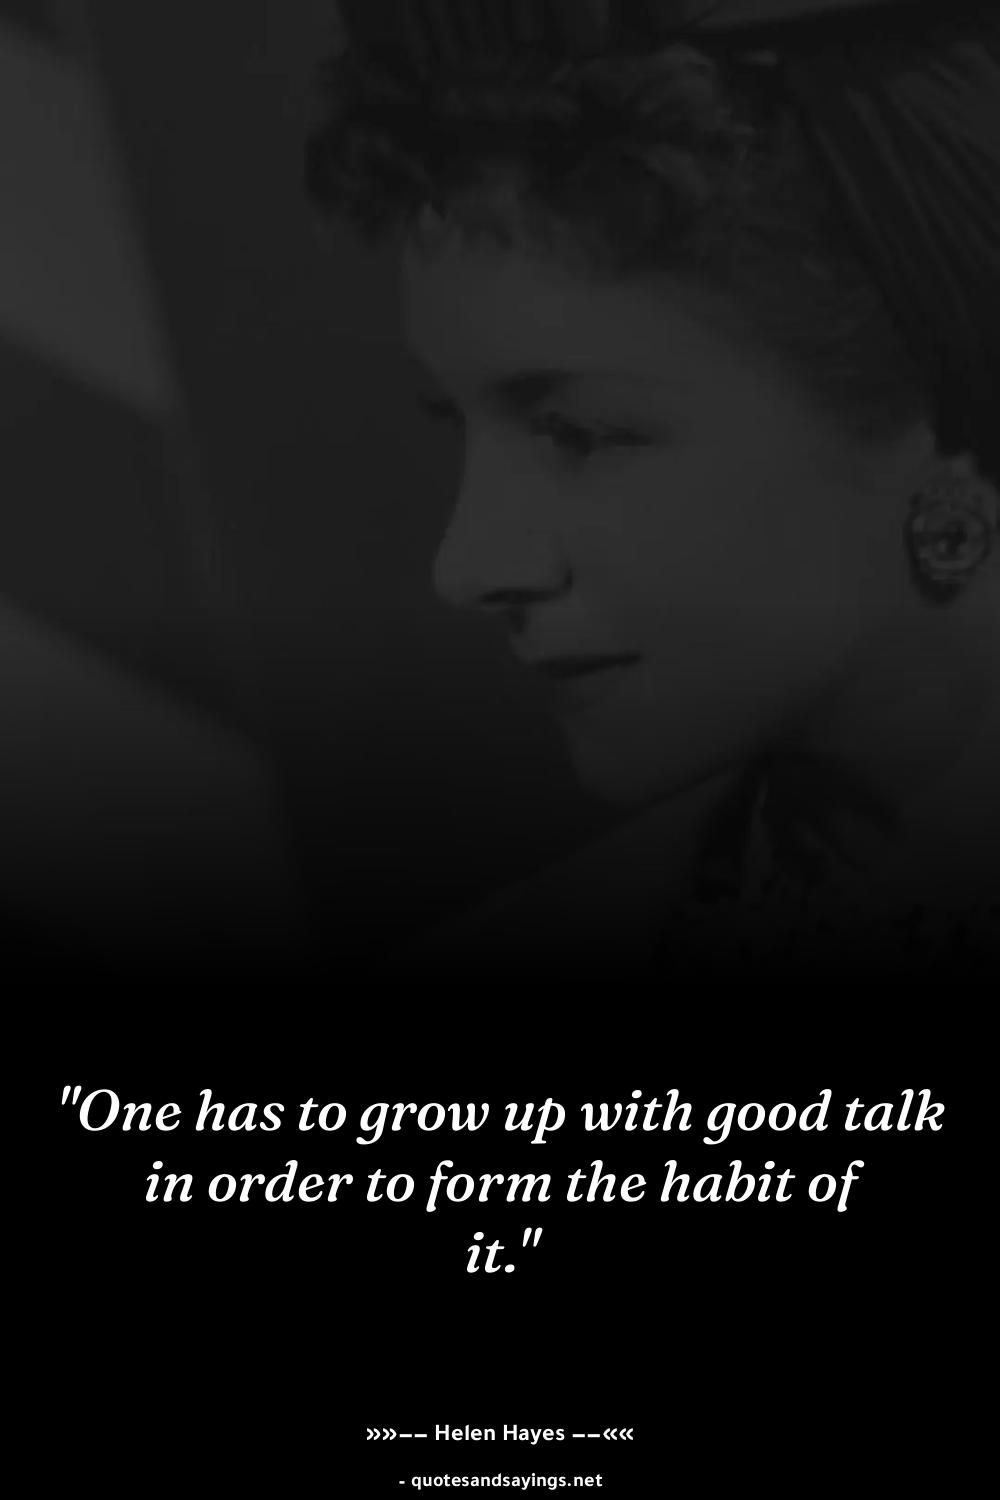 "One has to grow up with good talk
in order to form the habit of
it."
»»–– Helen Hayes ––««
- quotesandsayings.net